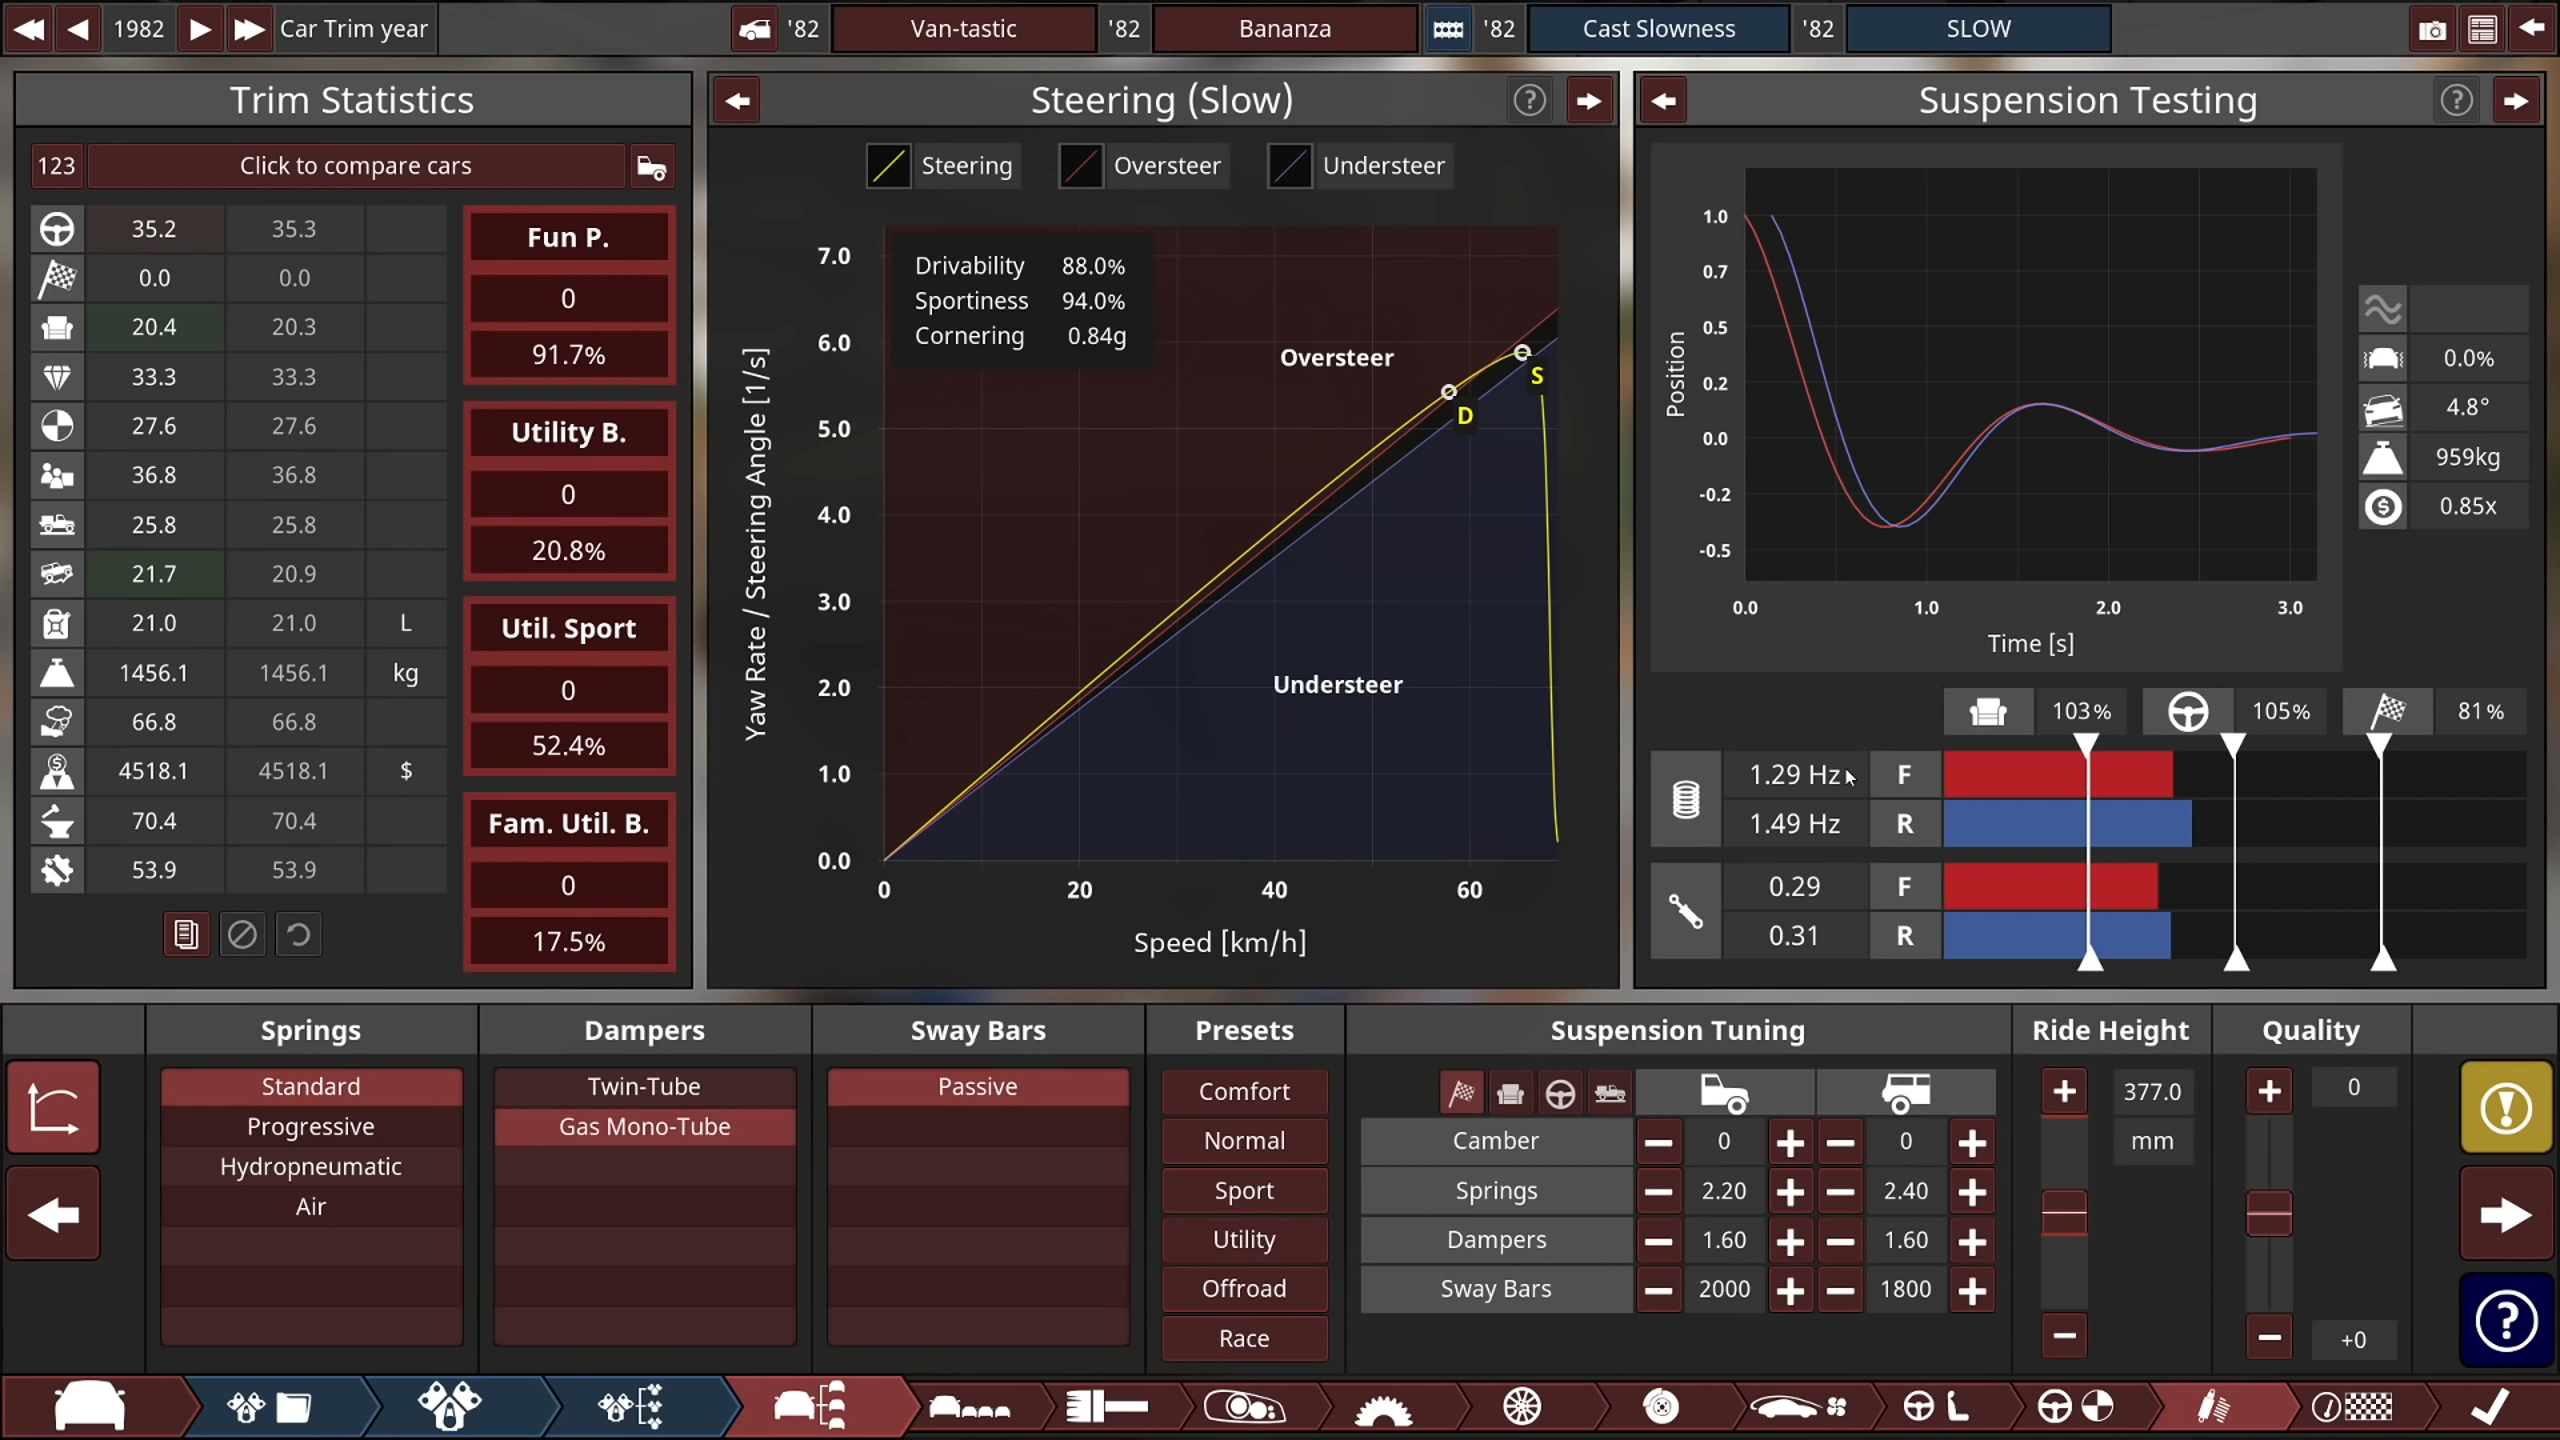 1982 Car Trim year '82 Van-tastic '82 Bananza '82 Cast Slowness '82 SLOW
Trim Statistics
123 Click to compare cars
35.2 35.3
0.0 0.0
20.4 20.3
33.3 33.3
27.6 27.6
36.8 36.8
25.8 25.8
21.7 20.9
21.0 21.0 L
1456.1 1456.1 kg
66.8 66.8
4518.1 4518.1 $
70.4 70.4
53.9 53.9
Fun P.
0
91.7%
Utility B.
0
20.8%
Util. Sport
0
52.4%
Fam. Util. B.
0
17.5%
Steering (Slow) ?
Steering Oversteer Understeer
Drivability 88.0%
Sportiness 94.0%
Cornering 0.84g
Oversteer
Understeer
S
D
Yaw Rate / Steering Angle [1/s]
7.0
6.0
5.0
4.0
3.0
2.0
1.0
0.0
0 20 40 60
Speed [km/h]
Suspension Testing ?
Position
1.0
0.7
0.5
0.2
0.0
-0.2
-0.5
0.0 1.0 2.0 3.0
Time [s]
0.0%
4.8°
959kg
0.85x
103% 105% 81%
1.29 Hz F
1.49 Hz R
0.29 F
0.31 R
Springs
Standard
Progressive
Hydropneumatic
Air
Dampers
Twin-Tube
Gas Mono-Tube
Sway Bars
Passive
Presets
Comfort
Normal
Sport
Utility
Offroad
Race
Suspension Tuning
Camber 0 0
Springs 2.20 2.40
Dampers 1.60 1.60
Sway Bars 2000 1800
Ride Height
377.0
mm
Quality
0
+0
!
?